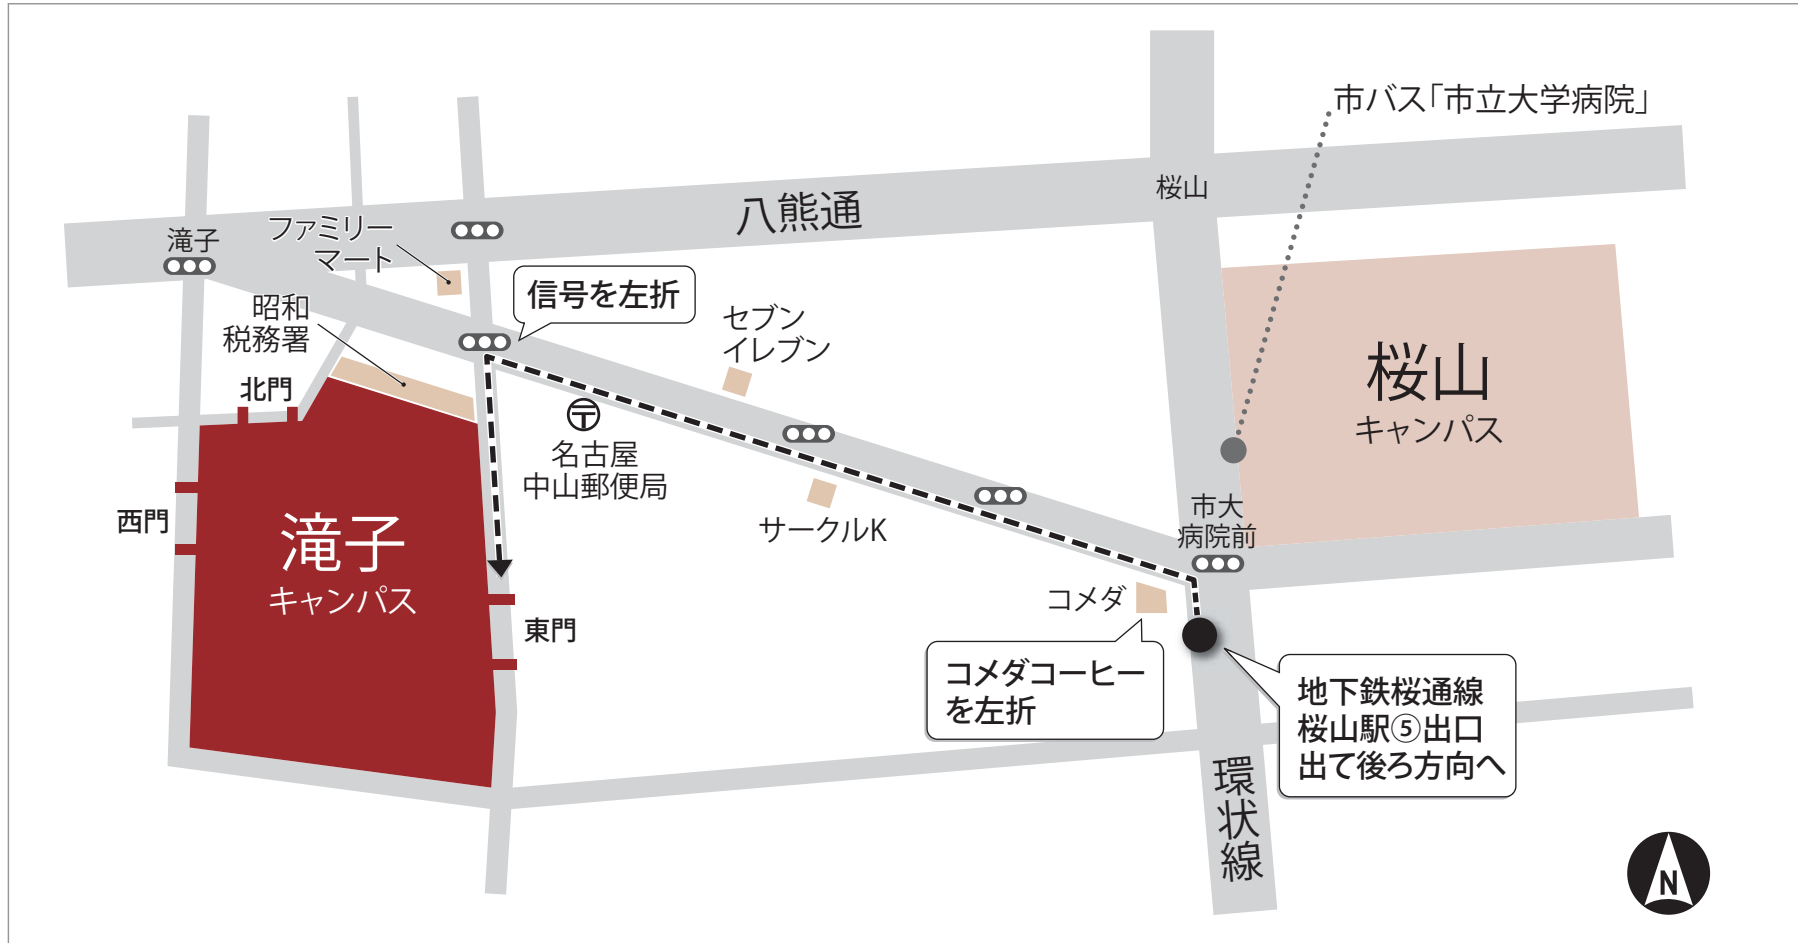 市バス「市立大学病院」
桜山
八熊通
滝子
ファミリー
マート
信号を左折
昭和
税務署
セブン
イレブン
北門
桜山
キャンパス
名古屋
中山郵便局
西門
滝子
キャンパス
サークルK
市大
病院前
コメダ
東門
コメダコーヒー
を左折
地下鉄桜通線
桜山駅⑤出口
出て後ろ方向へ
環状線
N